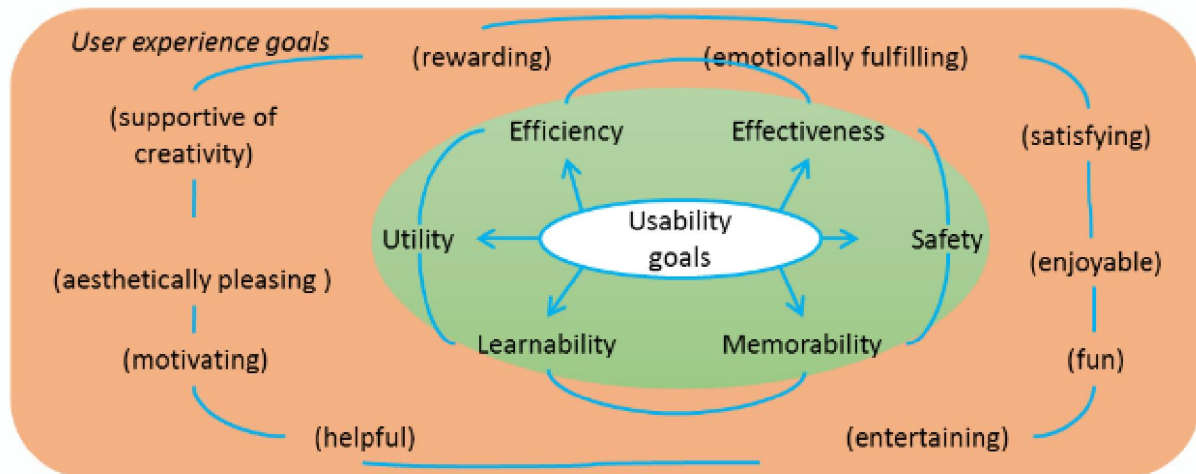 User experience goals
(rewarding)
(emotionally fulfilling)
(supportive of
creativity)
Efficiency
Effectiveness
(satisfying)
Usability
goals
Utility
Safety
(aesthetically pleasing )
(enjoyable)
Learnability
Memorability
(motivating)
(fun)
(helpful)
(entertaining)